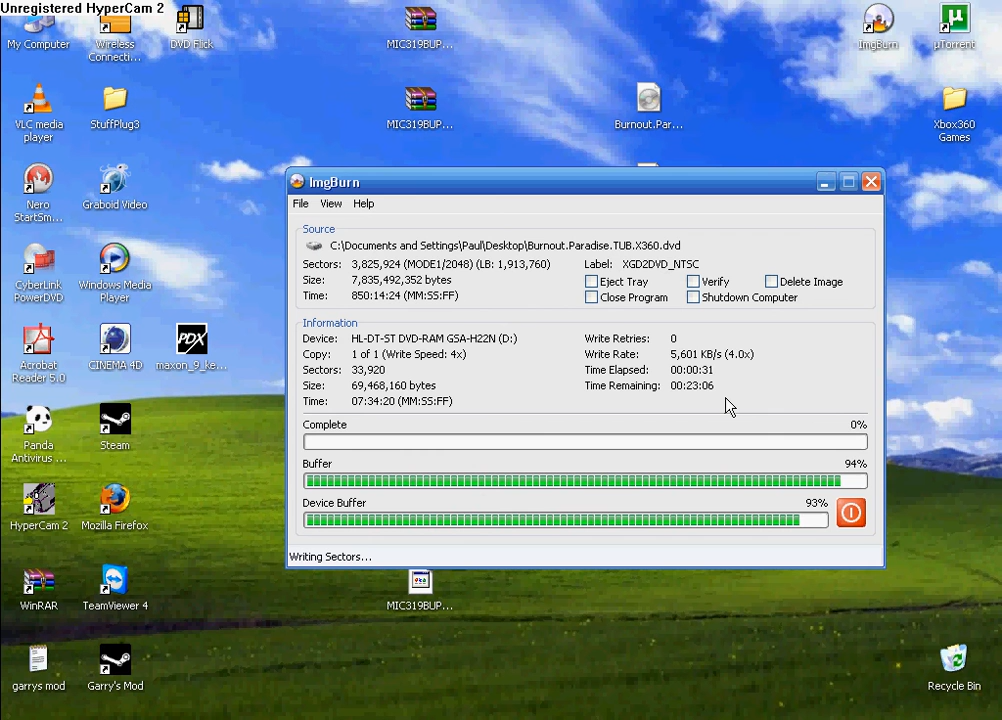 Unregistered HyperCam 2
My Computer
Wireless
Connecti...
DVD Flick
MIC319BUP...
ImgBurn
µTorrent
VLC media
player
StuffPlug3
MIC319BUP...
Burnout.Par...
Xbox360
Games
Nero
StartSm...
Graboid Video
CyberLink
PowerDVD
Windows Media
Player
Acrobat
Reader 5.0
CINEMA 4D
PDX
maxon_9_ke...
Panda
Antivirus ...
Steam
HyperCam 2
Mozilla Firefox
WinRAR
TeamViewer 4
MIC319BUP...
garrys mod
Garry's Mod
Recycle Bin
ImgBurn
File View Help
Source
C:\Documents and Settings\Paul\Desktop\Burnout.Paradise.TUB.X360.dvd
Sectors: 3,825,924 (MODE1/2048) (LB: 1,913,760)
Label: XGD2DVD_NTSC
Size: 7,835,492,352 bytes
Eject Tray Verify Delete Image
Time: 850:14:24 (MM:SS:FF)
Close Program Shutdown Computer
Information
Device: HL-DT-ST DVD-RAM GSA-H22N (D:)
Write Retries: 0
Copy: 1 of 1 (Write Speed: 4x)
Write Rate: 5,601 KB/s (4.0x)
Sectors: 33,920
Time Elapsed: 00:00:31
Size: 69,468,160 bytes
Time Remaining: 00:23:06
Time: 07:34:20 (MM:SS:FF)
Complete 0%
Buffer 94%
Device Buffer 93%
Writing Sectors...